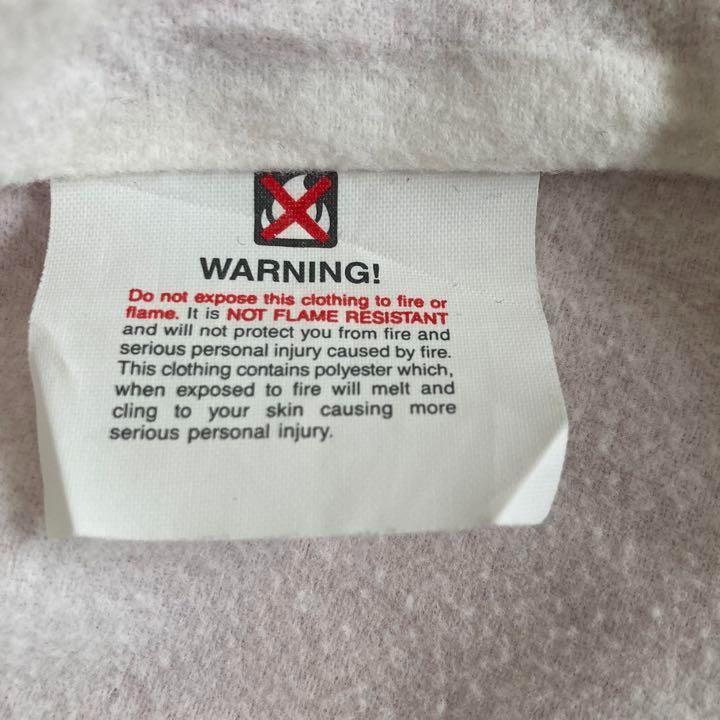 WARNING!
Do not expose this clothing to fire or
flame. It is NOT FLAME RESISTANT
and will not protect you from fire and
serious personal injury caused by fire.
This clothing contains polyester which,
when exposed to fire will melt and
cling to your skin causing more
serious personal injury.